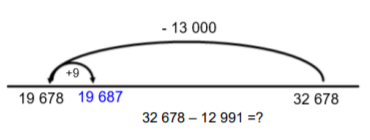 - 13 000
+9
19 678 19 687 32 678
32 678 – 12 991 =?